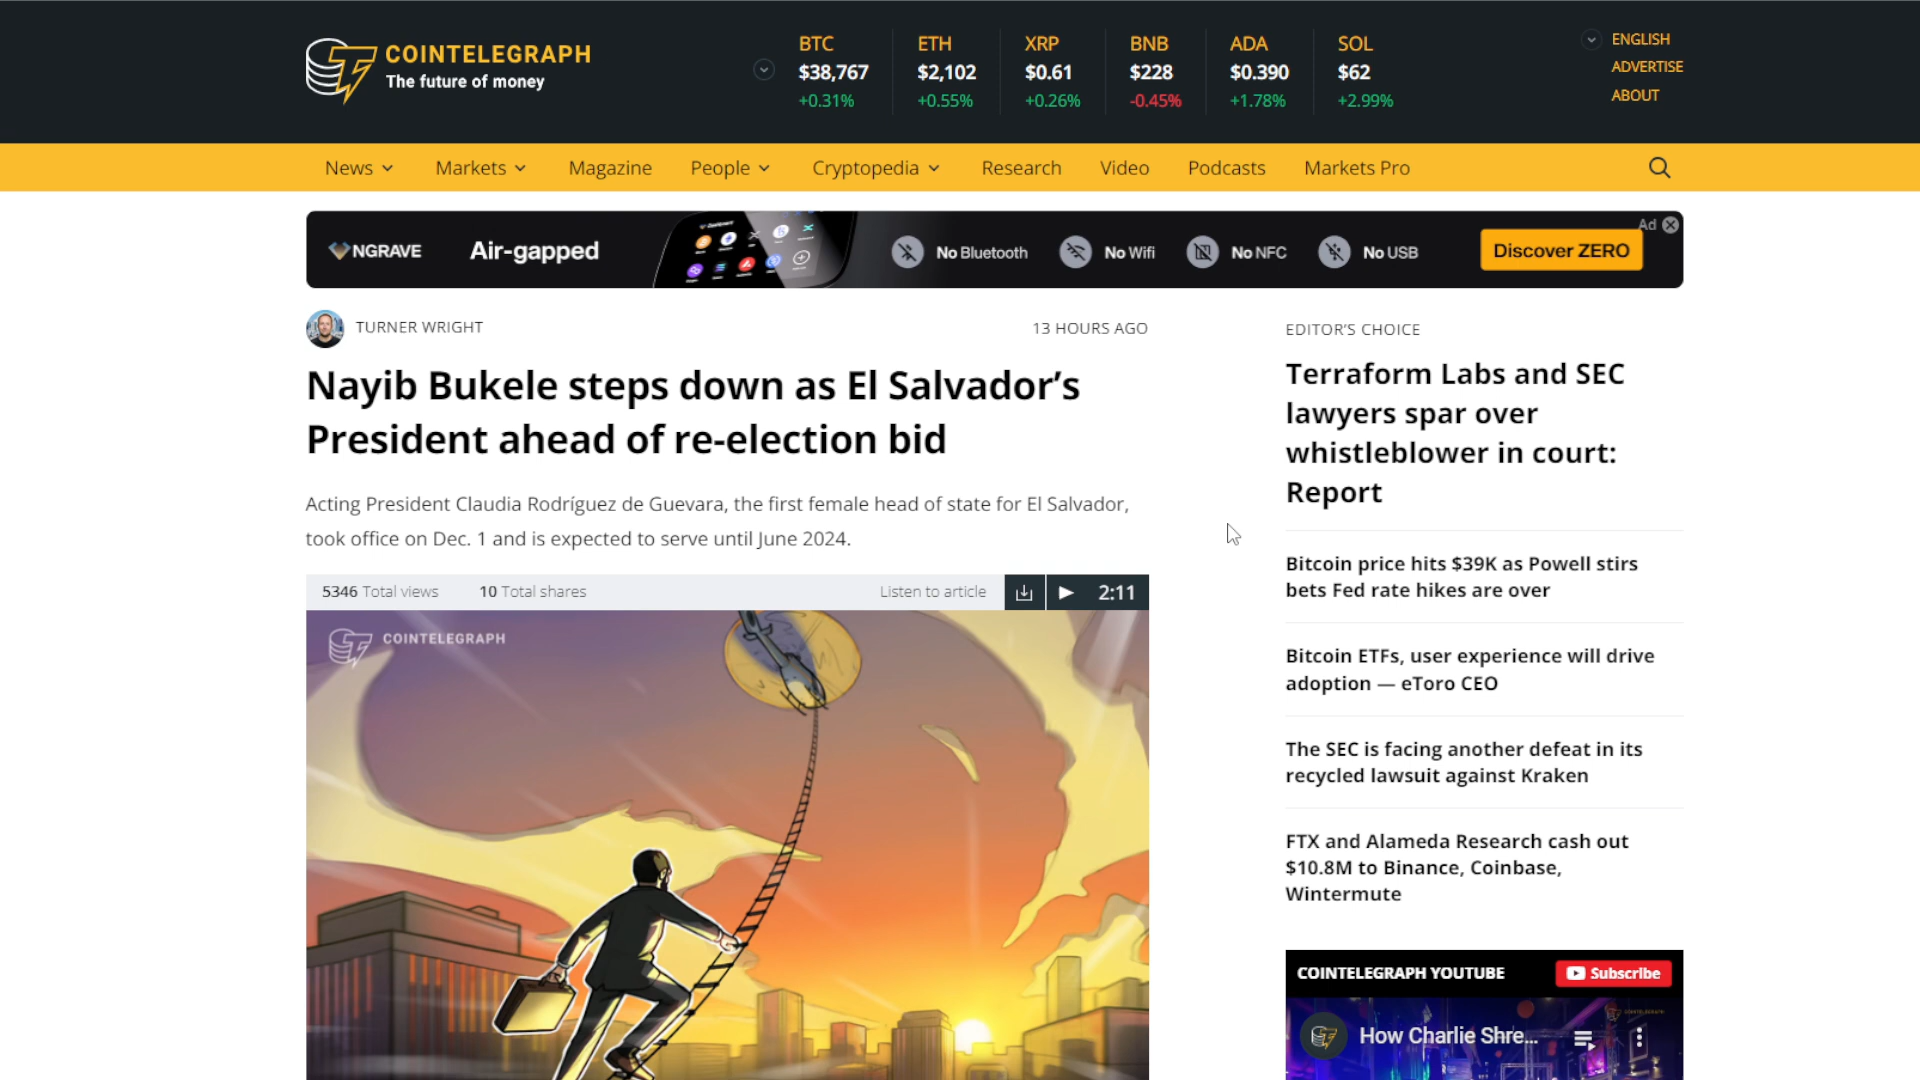 COINTELEGRAPH
The future of money
BTC
$38,767
+0.31%
ETH
$2,102
+0.55%
XRP
$0.61
+0.26%
BNB
$228
-0.45%
ADA
$0.390
+1.78%
SOL
$62
+2.99%
ENGLISH
ADVERTISE
ABOUT
News Markets Magazine People Cryptopedia Research Video Podcasts Markets Pro
NGRAVE Air-gapped No Bluetooth No Wifi No NFC No USB Discover ZERO Ad
TURNER WRIGHT 13 HOURS AGO
Nayib Bukele steps down as El Salvador’s
President ahead of re-election bid
Acting President Claudia Rodríguez de Guevara, the first female head of state for El Salvador,
took office on Dec. 1 and is expected to serve until June 2024.
5346 Total views 10 Total shares Listen to article 2:11
COINTELEGRAPH
EDITOR’S CHOICE
Terraform Labs and SEC
lawyers spar over
whistleblower in court:
Report
Bitcoin price hits $39K as Powell stirs
bets Fed rate hikes are over
Bitcoin ETFs, user experience will drive
adoption — eToro CEO
The SEC is facing another defeat in its
recycled lawsuit against Kraken
FTX and Alameda Research cash out
$10.8M to Binance, Coinbase,
Wintermute
COINTELEGRAPH YOUTUBE Subscribe
How Charlie Shre...